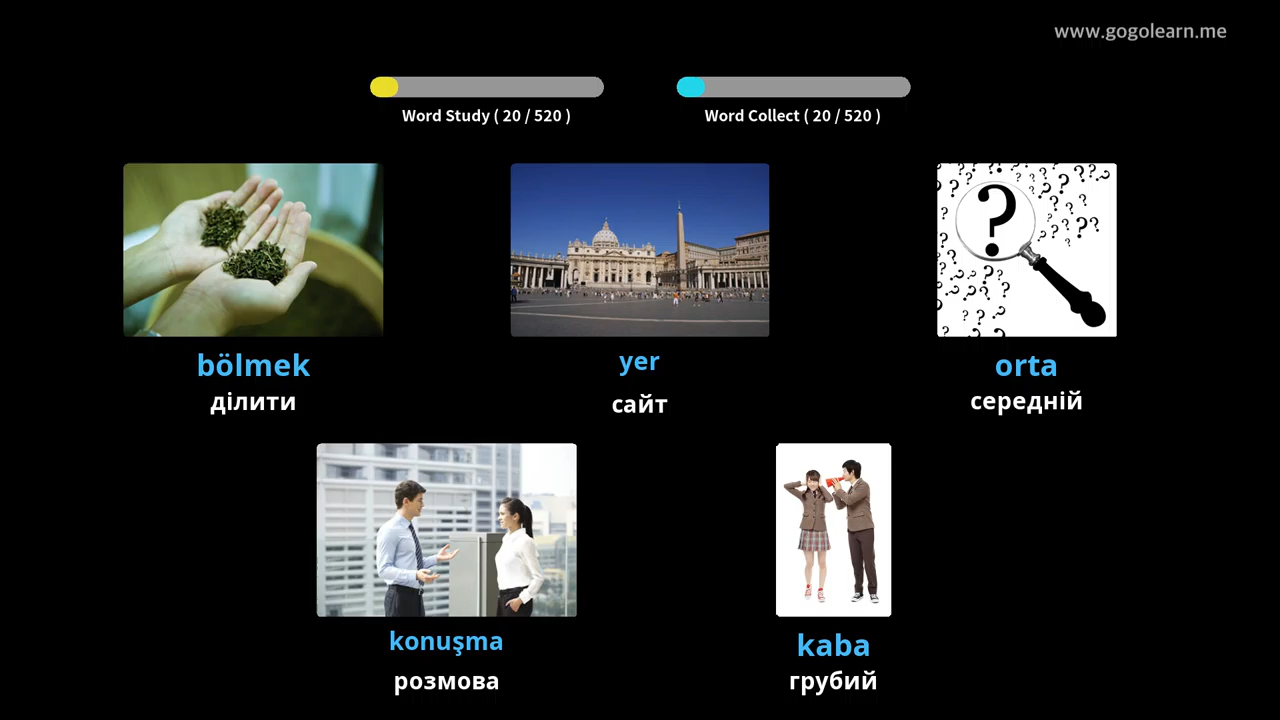 www.gogolearn.me
Word Study ( 20 / 520 )
Word Collect ( 20 / 520 )
bölmek
ділити
yer
сайт
orta
середній
konuşma
розмова
kaba
грубий